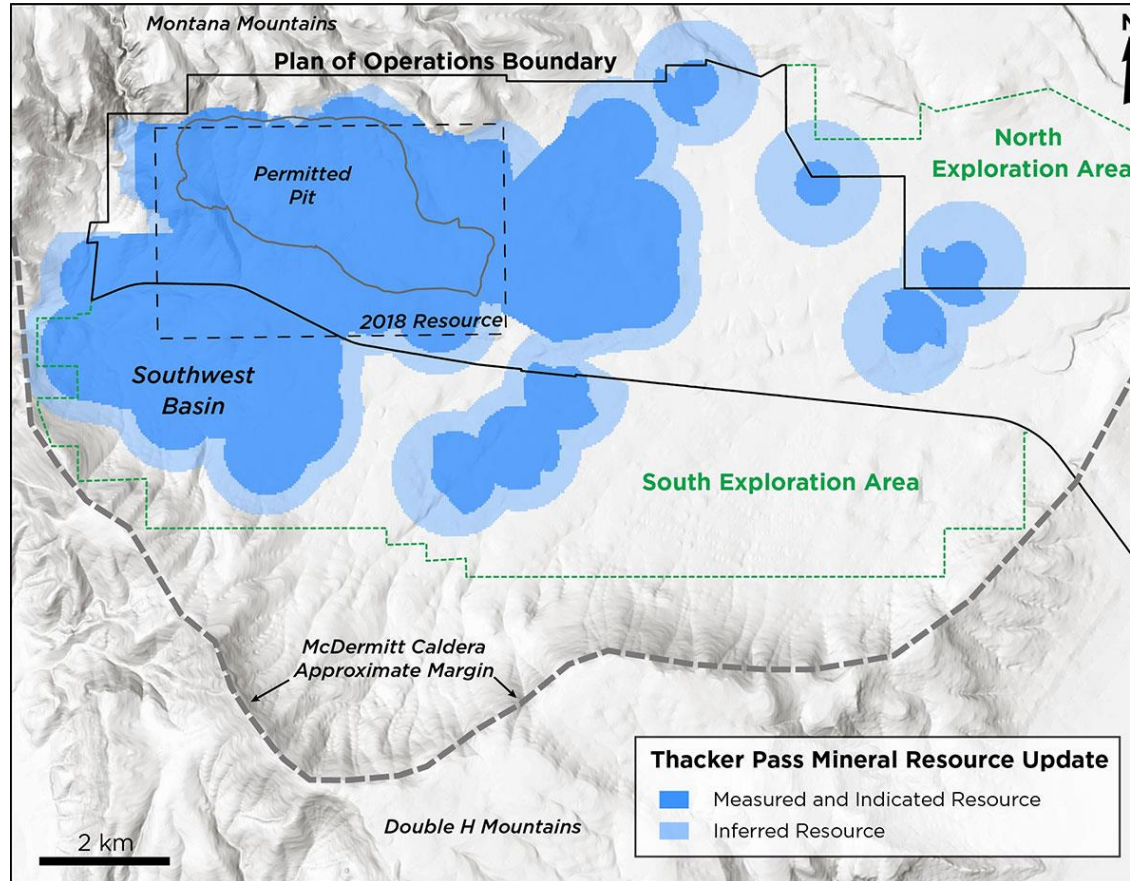 Montana Mountains
N
Plan of Operations Boundary
North
Exploration Area
Permitted
Pit
2018 Resource
Southwest
Basin
South Exploration Area
McDermitt Caldera
Approximate Margin
Thacker Pass Mineral Resource Update
Measured and Indicated Resource
Inferred Resource
Double H Mountains
2 km